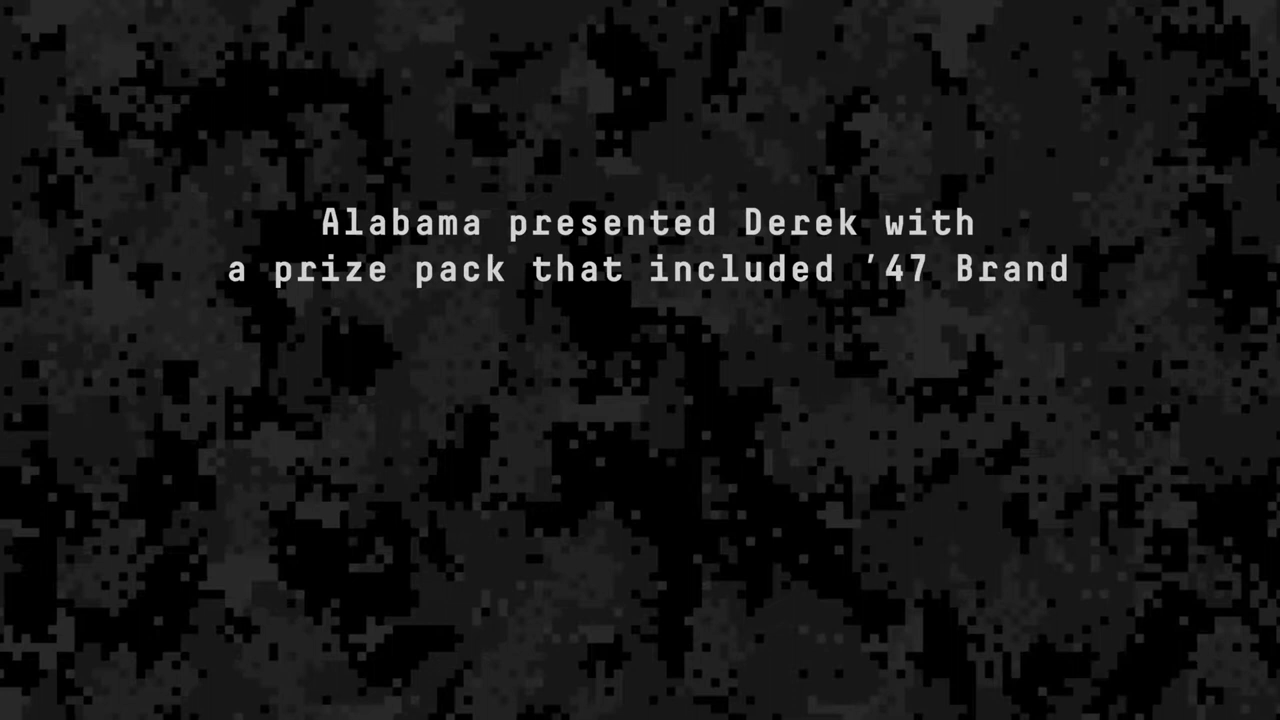 Alabama presented Derek with
a prize pack that included ′47 Brand